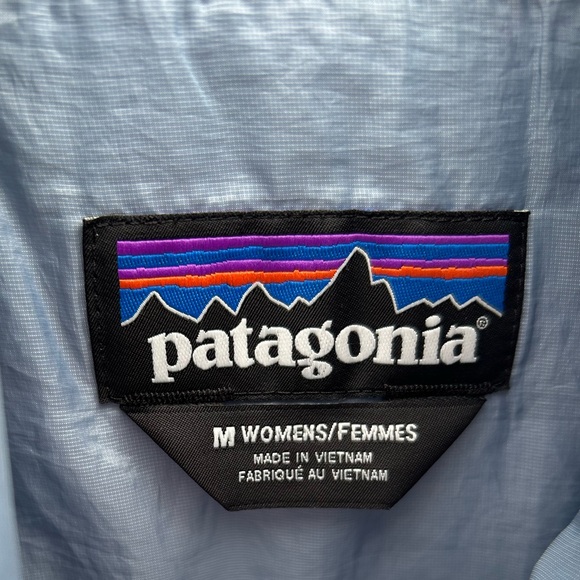 patagonia®
M WOMENS/FEMMES
MADE IN VIETNAM
FABRIQUÉ AU VIETNAM